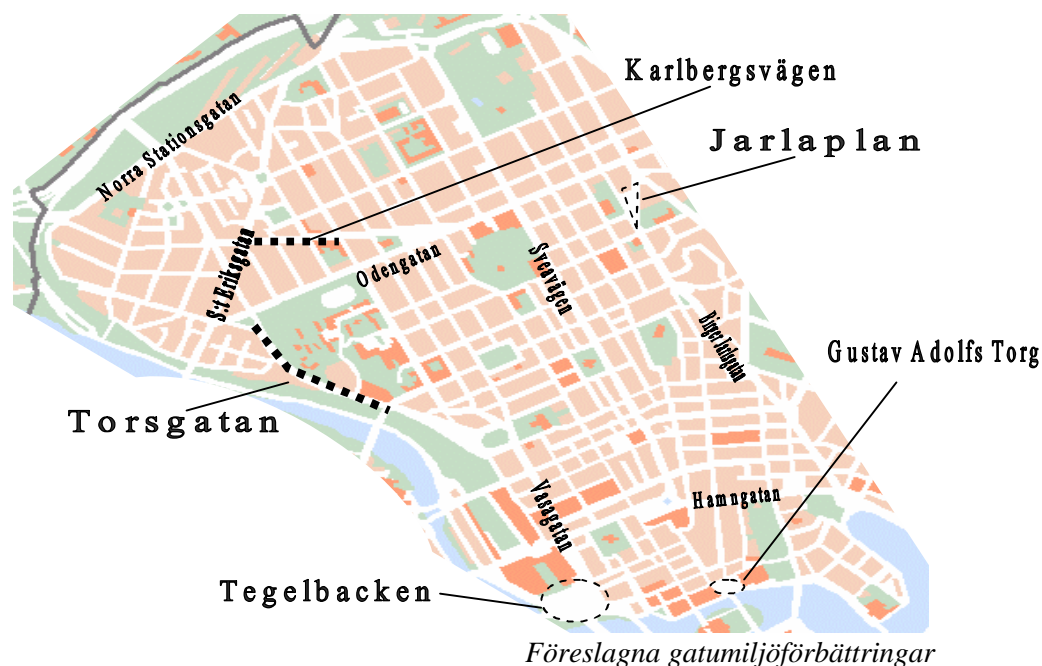 Karlbergsvägen
Jarlaplan
Norra Stationsgatan
S:t Eriksgatan
Odengatan
Sveavägen
Birger Jarlsgatan
Gustav Adolfs Torg
Torsgatan
Vasagatan
Hamngatan
Tegelbacken
Föreslagna gatumiljöförbättringar